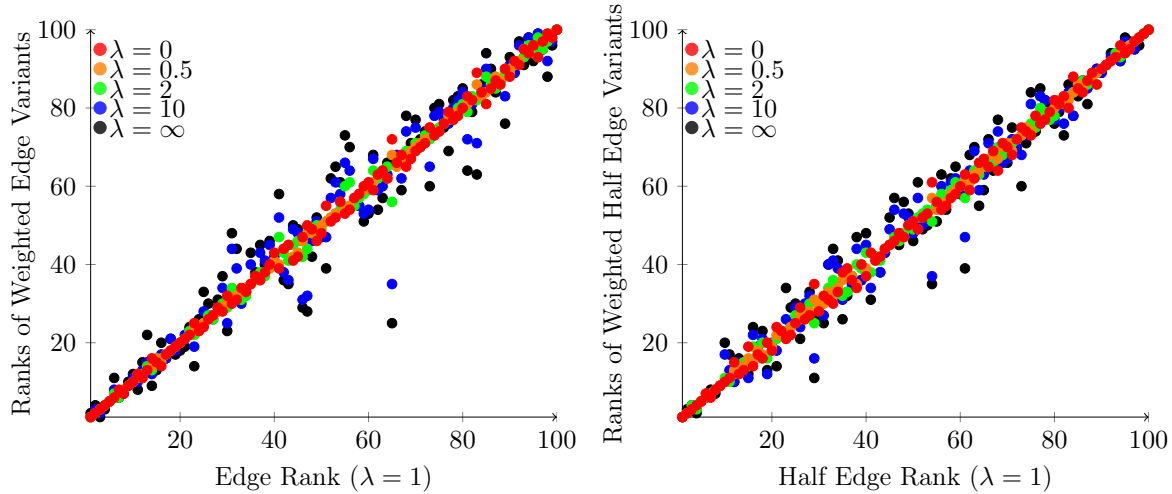 Ranks of Weighted Edge Variants
100
80
60
40
20
λ = 0
λ = 0.5
λ = 2
λ = 10
λ = ∞
20 40 60 80 100
Edge Rank (λ = 1)
Ranks of Weighted Half Edge Variants
100
80
60
40
20
λ = 0
λ = 0.5
λ = 2
λ = 10
λ = ∞
20 40 60 80 100
Half Edge Rank (λ = 1)